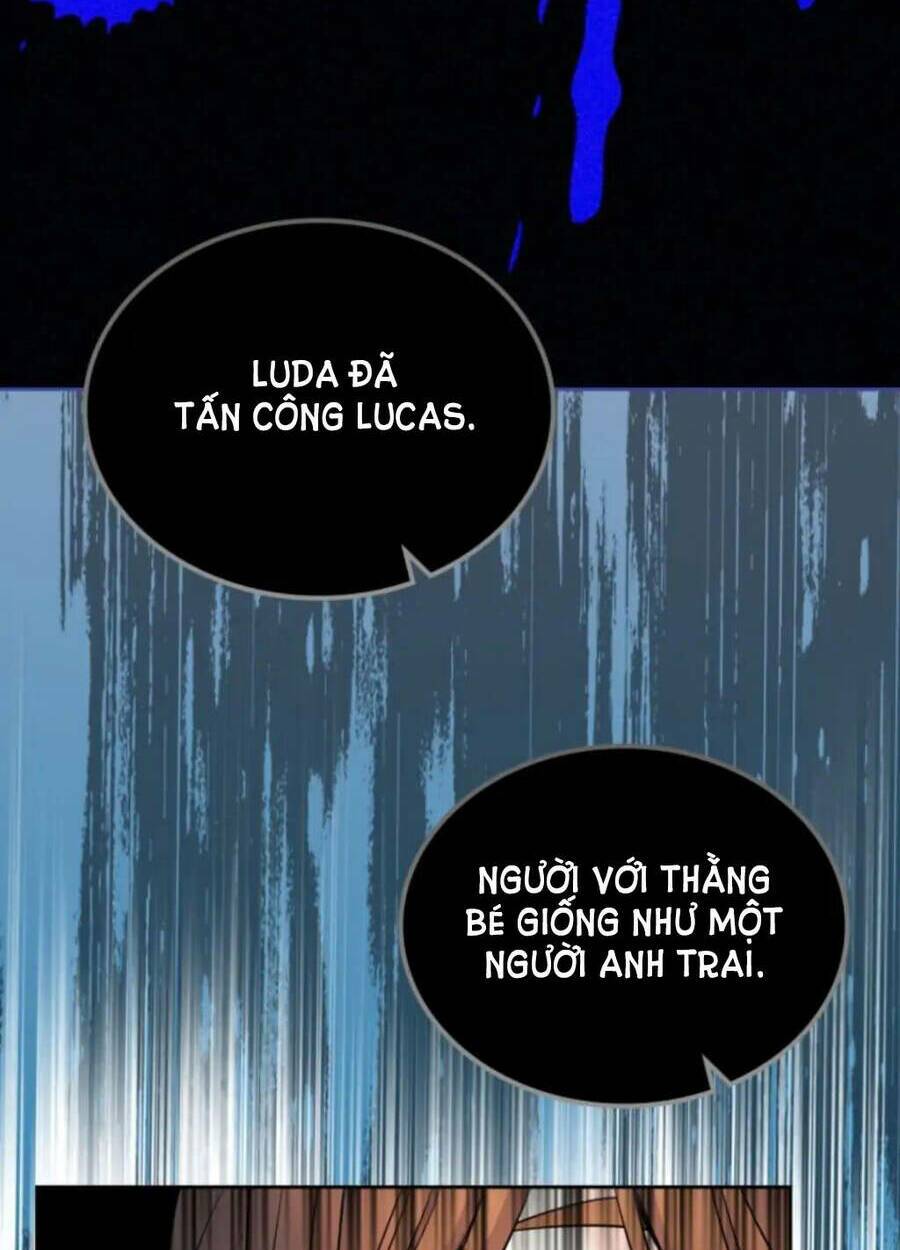 LUDA ĐÃ
TẤN CÔNG LUCAS.
NGƯỜI VỚI THẰNG
BÉ GIỐNG NHƯ MỘT
NGƯỜI ANH TRAI.